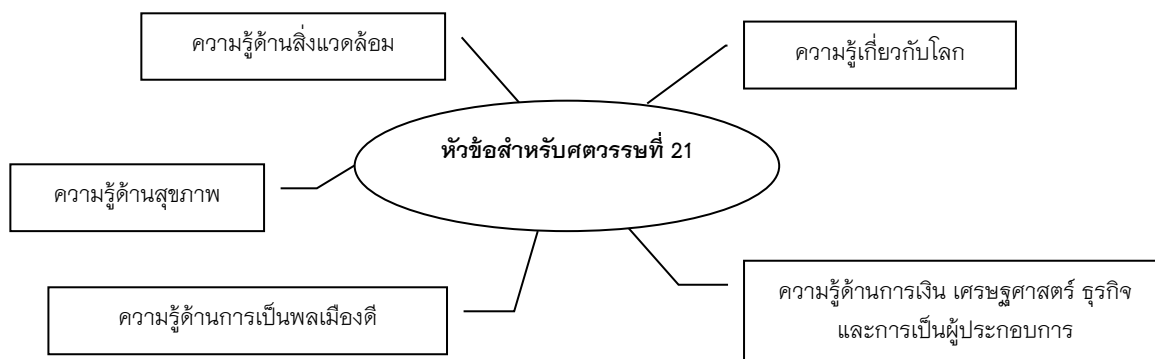 ความรู้ด้านสิ่งแวดล้อม
ความรู้เกี่ยวกับโลก
หัวข้อสำหรับศตวรรษที่ 21
ความรู้ด้านสุขภาพ
ความรู้ด้านการเป็นพลเมืองดี
ความรู้ด้านการเงิน เศรษฐศาสตร์ ธุรกิจ
และการเป็นผู้ประกอบการ